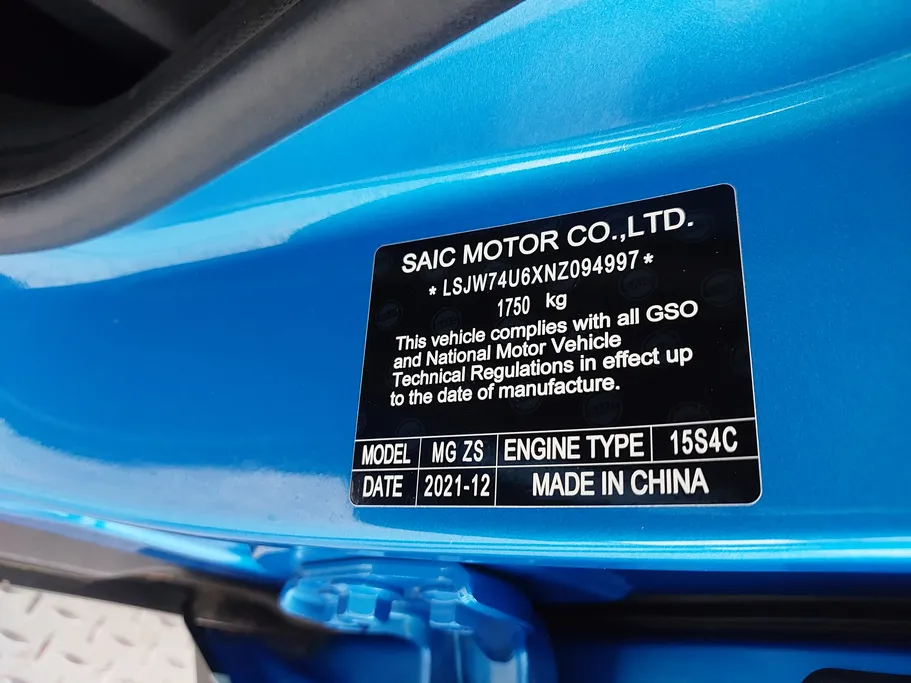 SAIC MOTOR CO.,LTD.
* LSJW74U6XNZ094997 *
1750 kg
This vehicle complies with all GSO
and National Motor Vehicle
Technical Regulations in effect up
to the date of manufacture.
MODEL MG ZS ENGINE TYPE 15S4C
DATE 2021-12 MADE IN CHINA